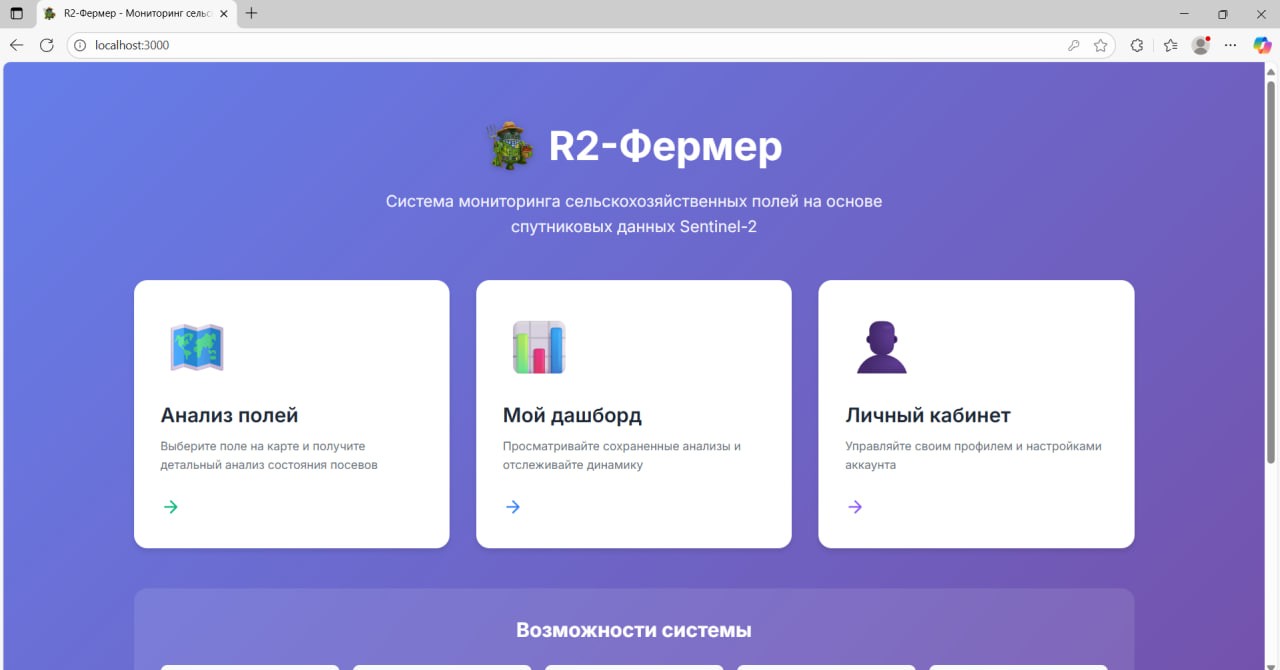 R2-Фермер - Мониторинг сельс
localhost:3000
R2-Фермер
Система мониторинга сельскохозяйственных полей на основе
спутниковых данных Sentinel-2
Анализ полей
Выберите поле на карте и получите
детальный анализ состояния посевов
Мой дашборд
Просматривайте сохраненные анализы и
отслеживайте динамику
Личный кабинет
Управляйте своим профилем и настройками
аккаунта
Возможности системы